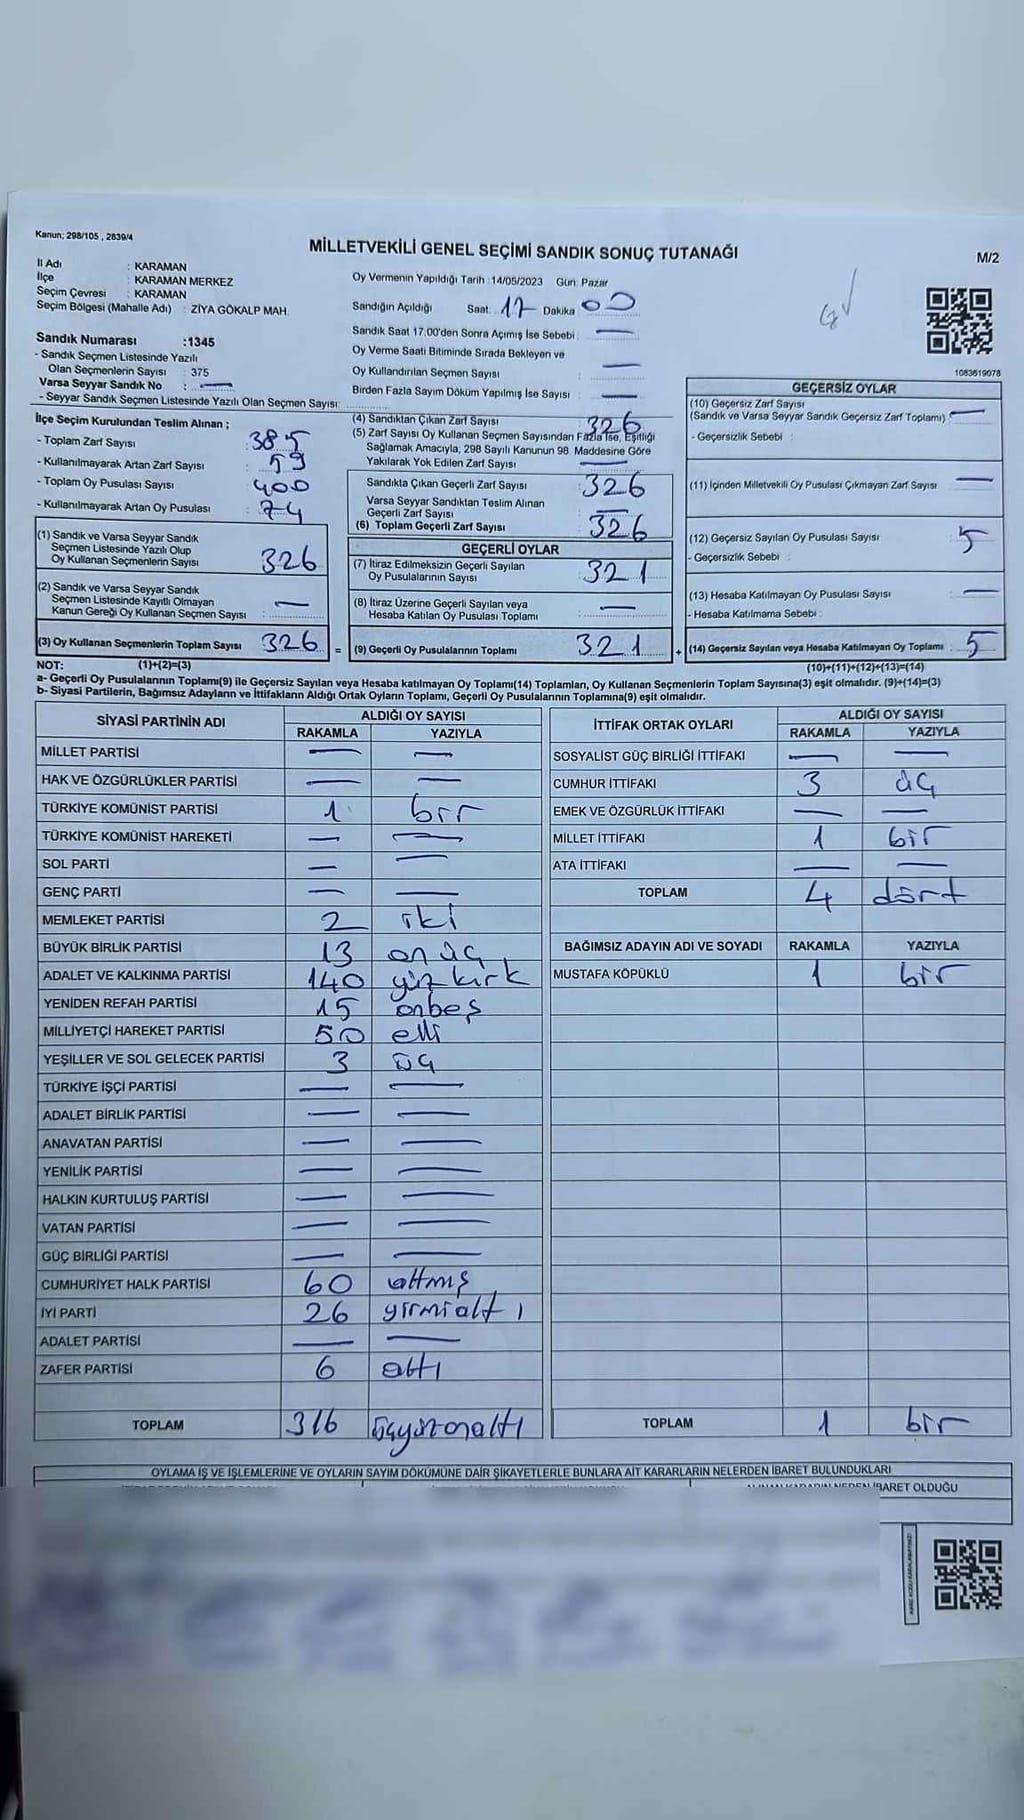 Kanun; 298/105 , 2839/4
MİLLETVEKİLİ GENEL SEÇİMİ SANDIK SONUÇ TUTANAĞI
M/2
İl Adı : KARAMAN
İlçe : KARAMAN MERKEZ
Seçim Çevresi : KARAMAN
Seçim Bölgesi (Mahalle Adı) : ZİYA GÖKALP MAH.
Oy Vermenin Yapıldığı Tarih :14/05/2023 Gün: Pazar
Sandığın Açıldığı Saat: 17 Dakika 00
Sandık Saat 17.00'den Sonra Açımış İse Sebebi : —
Oy Verme Saati Bitiminde Sırada Bekleyen ve
Oy Kullandırılan Seçmen Sayısı : —
Birden Fazla Sayım Döküm Yapılmış İse Sayısı : —
1083619078
Sandık Numarası :1345
- Sandık Seçmen Listesinde Yazılı
Olan Seçmenlerin Sayısı : 375
Varsa Seyyar Sandık No : —
- Seyyar Sandık Seçmen Listesinde Yazılı Olan Seçmen Sayısı:
İlçe Seçim Kurulundan Teslim Alınan ;
- Toplam Zarf Sayısı : 385
- Kullanılmayarak Artan Zarf Sayısı : 59
- Toplam Oy Pusulası Sayısı : 400
- Kullanılmayarak Artan Oy Pusulası : 74
(1) Sandık ve Varsa Seyyar Sandık
Seçmen Listesinde Yazılı Olup
Oy Kullanan Seçmenlerin Sayısı : 326
(2) Sandık ve Varsa Seyyar Sandık
Seçmen Listesinde Kayıtlı Olmayan
Kanun Gereği Oy Kullanan Seçmen Sayısı : —
(3) Oy Kullanan Seçmenlerin Toplam Sayısı : 326 =
(4) Sandıktan Çıkan Zarf Sayısı : 326
(5) Zarf Sayısı Oy Kullanan Seçmen Sayısından Fazla İse, Eşitliği
Sağlamak Amacıyla, 298 Sayılı Kanunun 98. Maddesine Göre
Yakılarak Yok Edilen Zarf Sayısı : —
Sandıkta Çıkan Geçerli Zarf Sayısı : 326
Varsa Seyyar Sandıktan Teslim Alınan
Geçerli Zarf Sayısı : —
(6) Toplam Geçerli Zarf Sayısı : 326
GEÇERLİ OYLAR
(7) İtiraz Edilmeksizin Geçerli Sayılan
Oy Pusulalarının Sayısı : 321
(8) İtiraz Üzerine Geçerli Sayılan veya
Hesaba Katılan Oy Pusulası Toplamı : —
(9) Geçerli Oy Pusulalarının Toplamı : 321 +
GEÇERSİZ OYLAR
(10) Geçersiz Zarf Sayısı
(Sandık ve Varsa Seyyar Sandık Geçersiz Zarf Toplamı) : —
- Geçersizlik Sebebi :
(11) İçinden Milletvekili Oy Pusulası Çıkmayan Zarf Sayısı : —
(12) Geçersiz Sayılan Oy Pusulası Sayısı : 5
- Geçersizlik Sebebi :
(13) Hesaba Katılmayan Oy Pusulası Sayısı : —
- Hesaba Katılmama Sebebi :
(14) Geçersiz Sayılan veya Hesaba Katılmayan Oy Toplamı : 5
NOT: (1)+(2)=(3) (10)+(11)+(12)+(13)=(14)
a- Geçerli Oy Pusulalarının Toplamı(9) ile Geçersiz Sayılan veya Hesaba katılmayan Oy Toplamı(14) Toplamları, Oy Kullanan Seçmenlerin Toplam Sayısına(3) eşit olmalıdır. (9)+(14)=(3)
b- Siyasi Partilerin, Bağımsız Adayların ve İttifakların Aldığı Ortak Oyların Toplamı, Geçerli Oy Pusulalarının Toplamına(9) eşit olmalıdır.
SİYASİ PARTİNİN ADI ALDIĞI OY SAYISI
RAKAMLA YAZIYLA
MİLLET PARTİSİ — —
HAK VE ÖZGÜRLÜKLER PARTİSİ — —
TÜRKİYE KOMÜNİST PARTİSİ 1 bir
TÜRKİYE KOMÜNİST HAREKETİ — —
SOL PARTİ — —
GENÇ PARTİ — —
MEMLEKET PARTİSİ 2 iki
BÜYÜK BİRLİK PARTİSİ 13 onüç
ADALET VE KALKINMA PARTİSİ 140 yüzkırk
YENİDEN REFAH PARTİSİ 15 onbeş
MİLLİYETÇİ HAREKET PARTİSİ 50 elli
YEŞİLLER VE SOL GELECEK PARTİSİ 3 üç
TÜRKİYE İŞÇİ PARTİSİ — —
ADALET BİRLİK PARTİSİ — —
ANAVATAN PARTİSİ — —
YENİLİK PARTİSİ — —
HALKIN KURTULUŞ PARTİSİ — —
VATAN PARTİSİ — —
GÜÇ BİRLİĞİ PARTİSİ — —
CUMHURİYET HALK PARTİSİ 60 altmış
İYİ PARTİ 26 yirmialtı
ADALET PARTİSİ — —
ZAFER PARTİSİ 6 altı
TOPLAM 316 üçyüzonaltı
İTTİFAK ORTAK OYLARI ALDIĞI OY SAYISI
RAKAMLA YAZIYLA
SOSYALİST GÜÇ BİRLİĞİ İTTİFAKI — —
CUMHUR İTTİFAKI 3 üç
EMEK VE ÖZGÜRLÜK İTTİFAKI — —
MİLLET İTTİFAKI 1 bir
ATA İTTİFAKI — —
TOPLAM 4 dört
BAĞIMSIZ ADAYIN ADI VE SOYADI RAKAMLA YAZIYLA
MUSTAFA KÖPÜKLÜ 1 bir
TOPLAM 1 bir
OYLAMA İŞ VE İŞLEMLERİNE VE OYLARIN SAYIM DÖKÜMÜNE DAİR ŞİKAYETLERLE BUNLARA AİT KARARLARIN NELERDEN İBARET BULUNDUKLARI
İBARET OLDUĞU